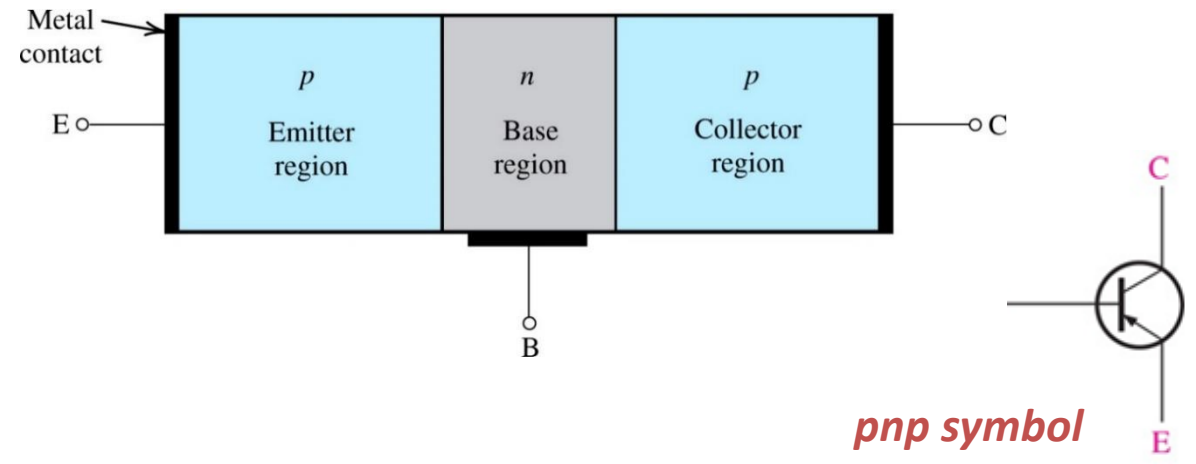 Metal
contact
E
p
Emitter
region
n
Base
region
p
Collector
region
C
B
C
E
pnp symbol